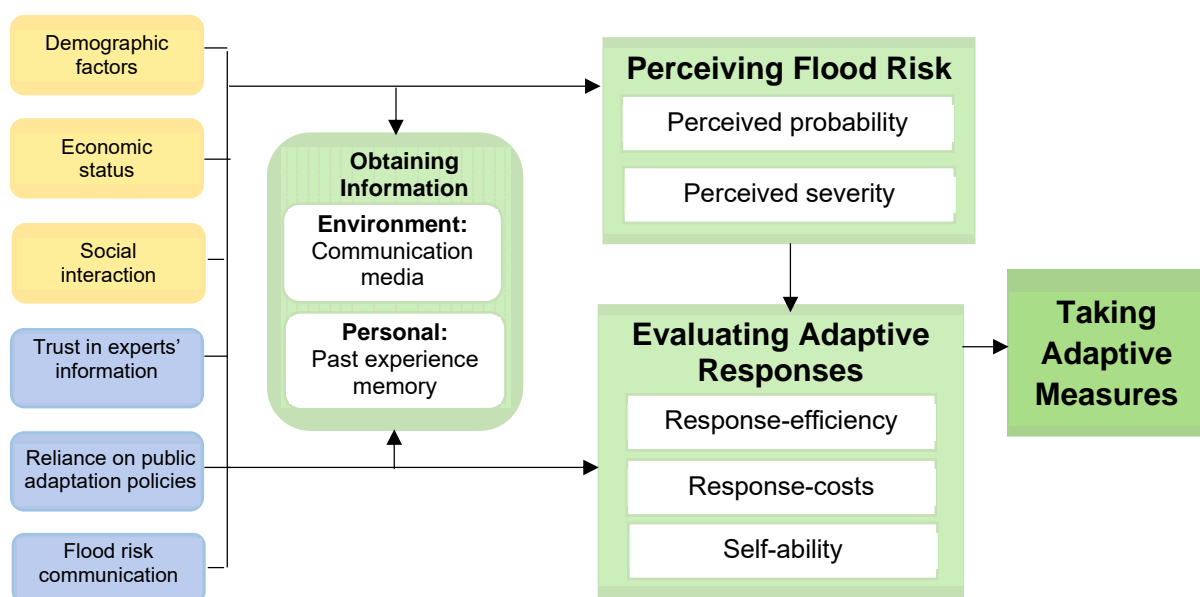 Demographic
factors
Economic
status
Social
interaction
Trust in experts’
information
Reliance on public
adaptation policies
Flood risk
communication
Obtaining
Information
Environment:
Communication
media
Personal:
Past experience
memory
Perceiving Flood Risk
Perceived probability
Perceived severity
Evaluating Adaptive
Responses
Response-efficiency
Response-costs
Self-ability
Taking
Adaptive
Measures